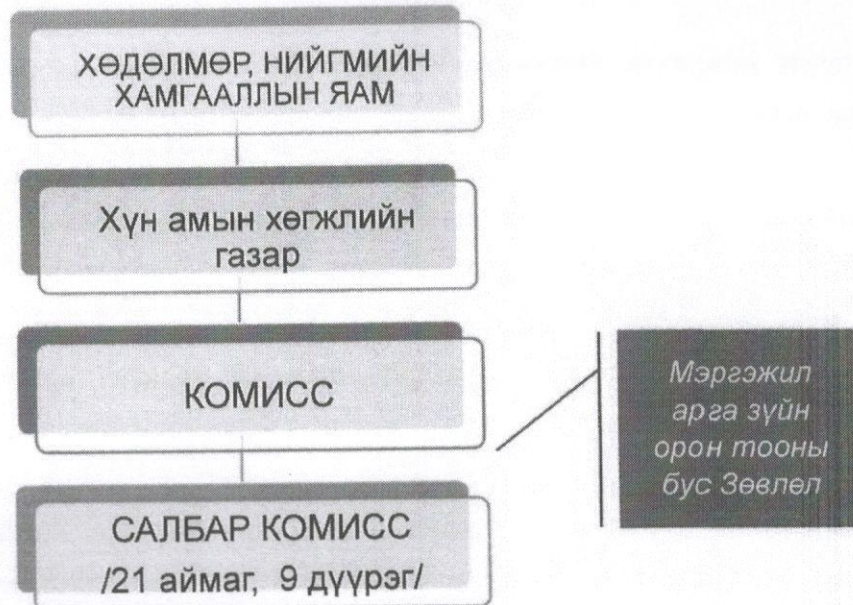 ХӨДӨЛМӨР, НИЙГМИЙН
ХАМГААЛЛЫН ЯАМ
Хүн амын хөгжлийн
газар
КОМИСС
Мэргэжил
арга зүйн
орон тооны
бус Зөвлөл
САЛБАР КОМИСС
/21 аймаг, 9 дүүрэг/